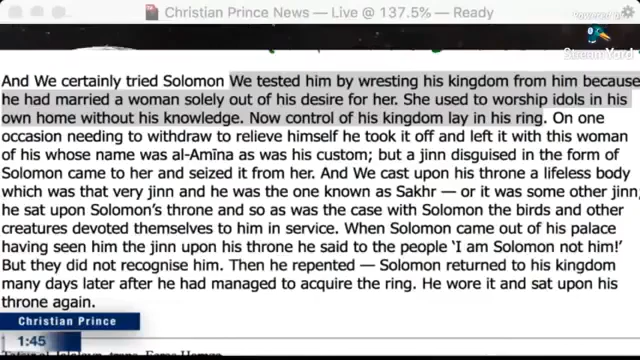 Christian Prince News — Live @ 137.5% — Ready
Powered by
Stream Yard
And We certainly tried Solomon We tested him by wresting his kingdom from him because
he had married a woman solely out of his desire for her. She used to worship idols in his
own home without his knowledge. Now control of his kingdom lay in his ring. On one
occasion needing to withdraw to relieve himself he took it off and left it with this woman
of his whose name was al-Amīna as was his custom; but a jinn disguised in the form of
Solomon came to her and seized it from her. And We cast upon his throne a lifeless body
which was that very jinn and he was the one known as Sakhr — or it was some other jinn;
he sat upon Solomon's throne and so as was the case with Solomon the birds and other
creatures devoted themselves to him in service. When Solomon came out of his palace
having seen him the jinn upon his throne he said to the people 'I am Solomon not him!'
But they did not recognise him. Then he repented — Solomon returned to his kingdom
many days later after he had managed to acquire the ring. He wore it and sat upon his
throne again.
Christian Prince
1:45